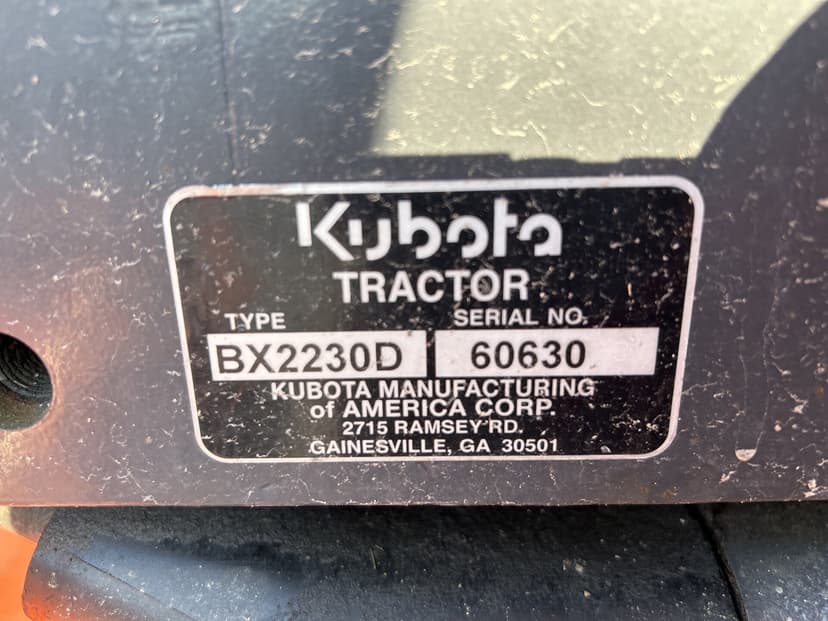 Kubota
TRACTOR
TYPE SERIAL NO.
BX2230D 60630
KUBOTA MANUFACTURING
of AMERICA CORP.
2715 RAMSEY RD.
GAINESVILLE, GA 30501